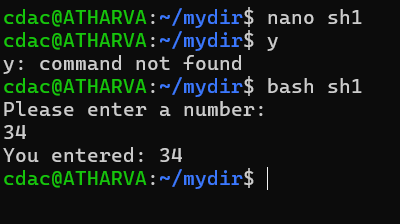 cdac@ATHARVA:~/mydir$ nano sh1
cdac@ATHARVA:~/mydir$ y
y: command not found
cdac@ATHARVA:~/mydir$ bash sh1
Please enter a number:
34
You entered: 34
cdac@ATHARVA:~/mydir$